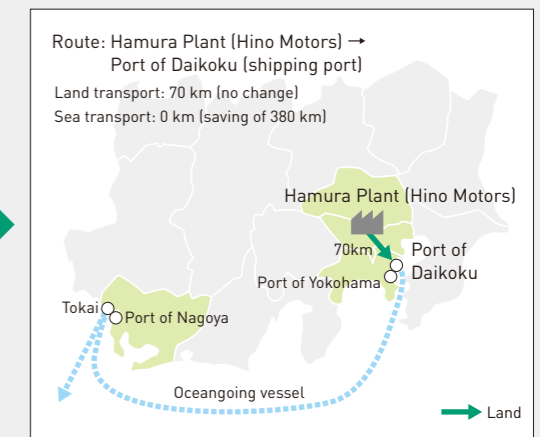 Route: Hamura Plant (Hino Motors) →
Port of Daikoku (shipping port)
Land transport: 70 km (no change)
Sea transport: 0 km (saving of 380 km)
Hamura Plant (Hino Motors)
70km
Port of
Daikoku
Port of Yokohama
Tokai
Port of Nagoya
Oceangoing vessel
Land